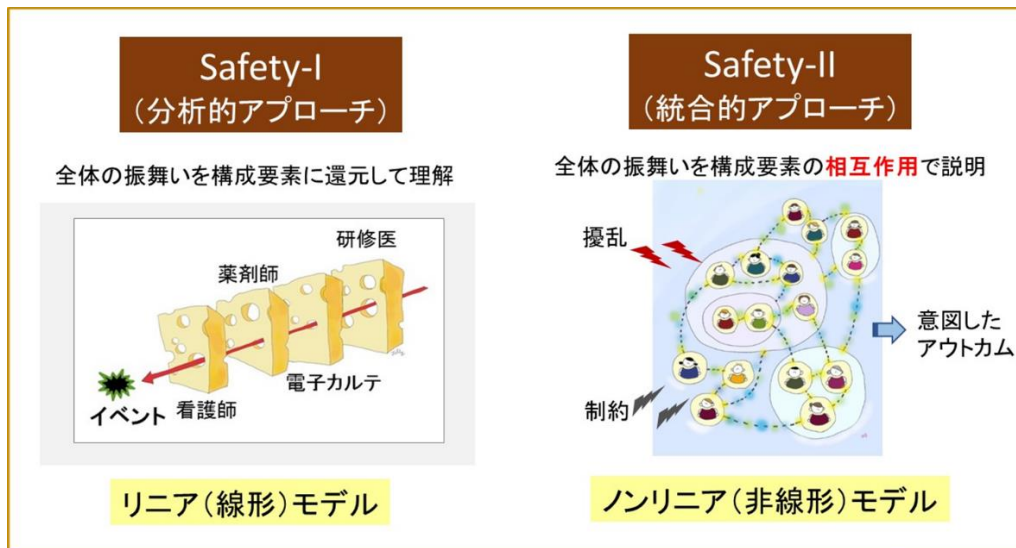 Safety-I
（分析的アプローチ）
全体の振舞いを構成要素に還元して理解
研修医
薬剤師
電子カルテ
看護師
イベント
リニア（線形）モデル
Safety-II
（統合的アプローチ）
全体の振舞いを構成要素の相互作用で説明
擾乱
意図した
アウトカム
制約
ノンリニア（非線形）モデル